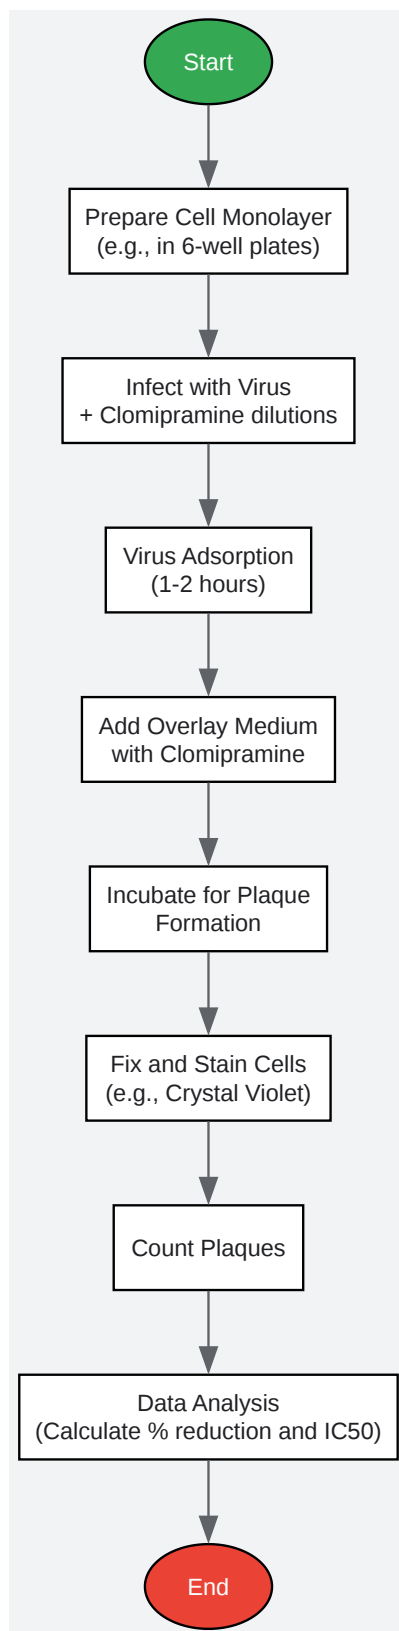 Start
Prepare Cell Monolayer
(e.g., in 6-well plates)
Infect with Virus
+ Clomipramine dilutions
Virus Adsorption
(1-2 hours)
Add Overlay Medium
with Clomipramine
Incubate for Plaque
Formation
Fix and Stain Cells
(e.g., Crystal Violet)
Count Plaques
Data Analysis
(Calculate % reduction and IC50)
End